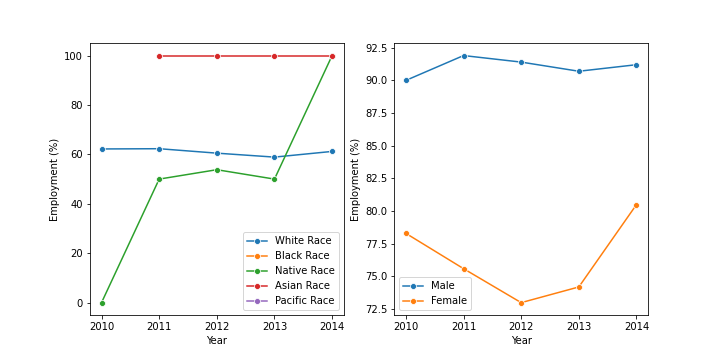 100
80
60
40
20
0
Employment (%)
2010 2011 2012 2013 2014
Year
White Race
Black Race
Native Race
Asian Race
Pacific Race
92.5
90.0
87.5
85.0
82.5
80.0
77.5
75.0
72.5
Employment (%)
2010 2011 2012 2013 2014
Year
Male
Female